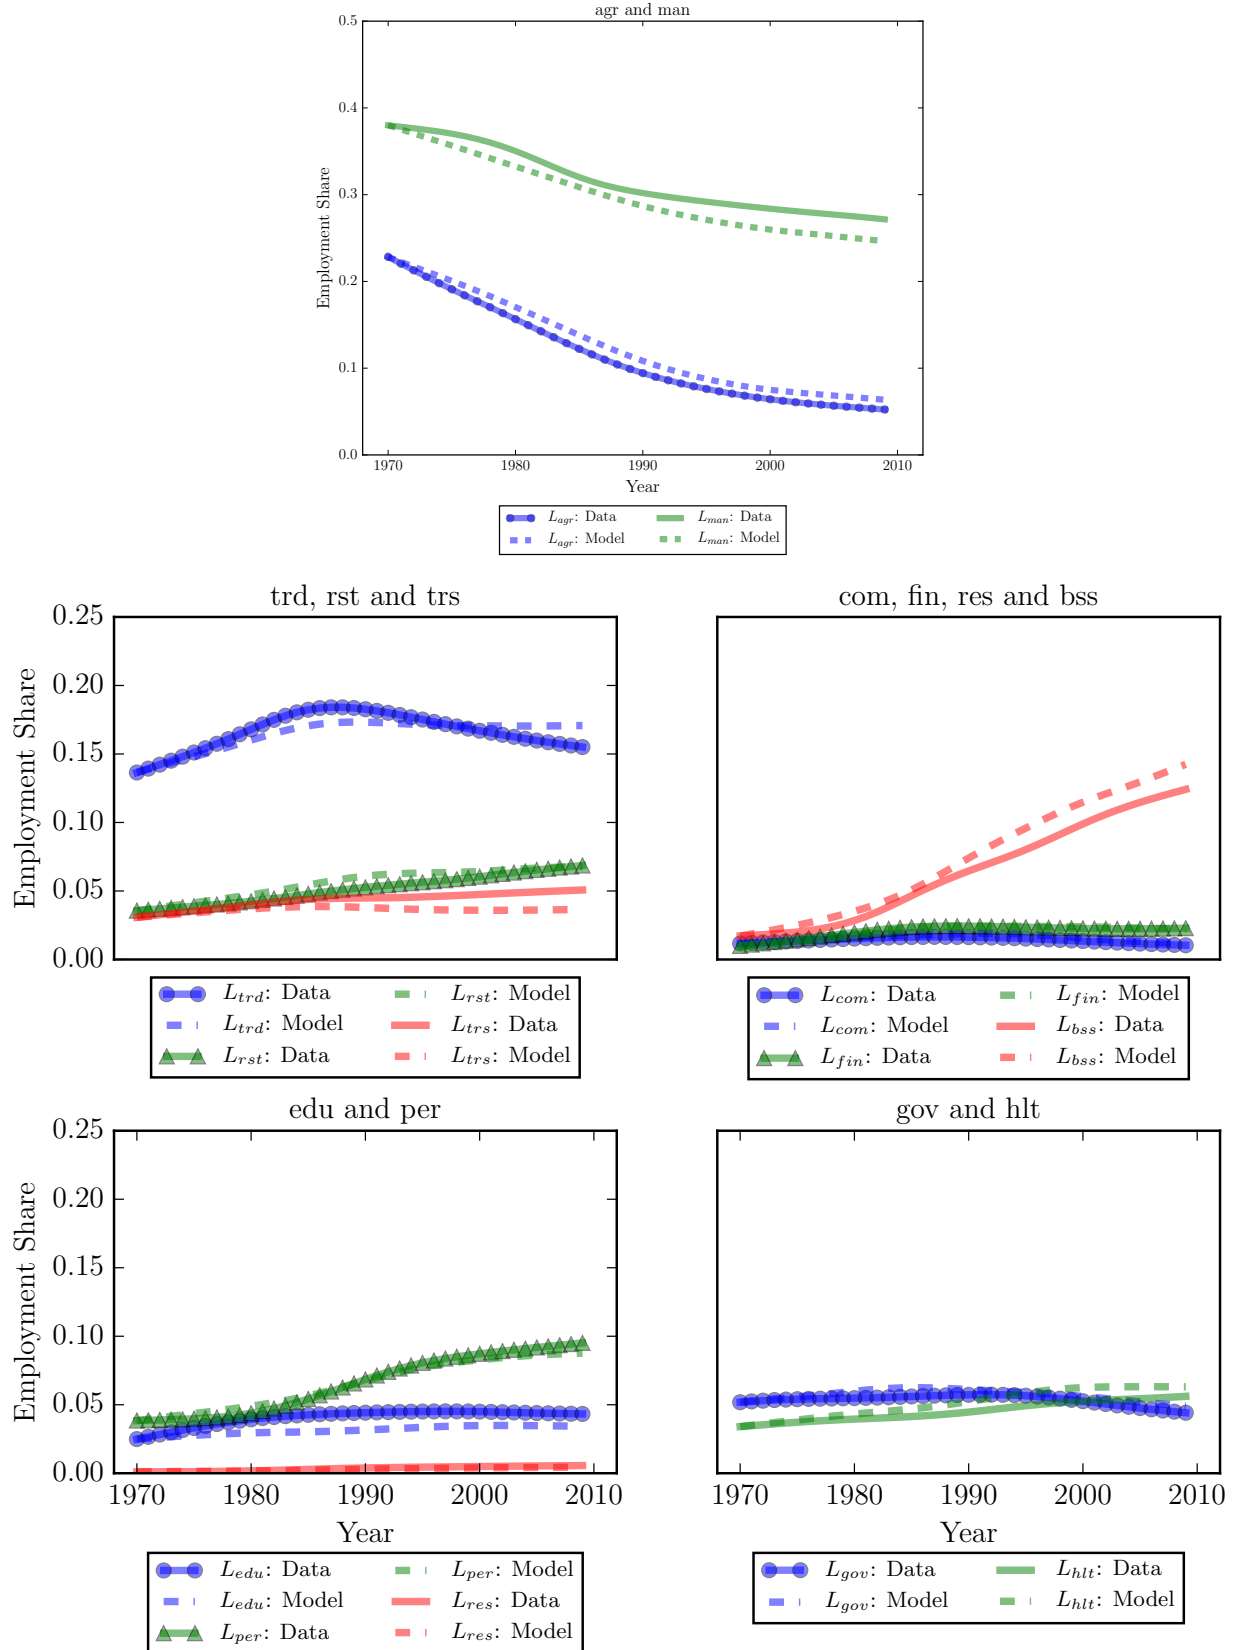 agr and man
0.5
0.4
0.3
0.2
0.1
0.0
Employment Share
1970 1980 1990 2000 2010
Year
L_agr: Data L_man: Data
L_agr: Model L_man: Model
trd, rst and trs
0.25
0.20
0.15
0.10
0.05
0.00
Employment Share
L_trd: Data L_rst: Model
L_trd: Model L_trs: Data
L_rst: Data L_trs: Model
com, fin, res and bss
L_com: Data L_fin: Model
L_com: Model L_bss: Data
L_fin: Data L_bss: Model
edu and per
0.25
0.20
0.15
0.10
0.05
0.00
Employment Share
1970 1980 1990 2000 2010
Year
L_edu: Data L_per: Model
L_edu: Model L_res: Data
L_per: Data L_res: Model
gov and hlt
1970 1980 1990 2000 2010
Year
L_gov: Data L_hlt: Data
L_gov: Model L_hlt: Model